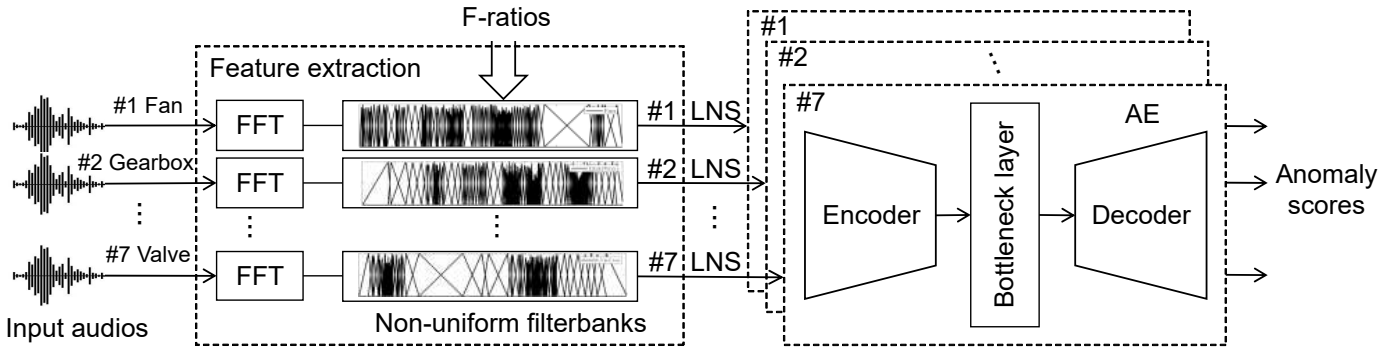 F-ratios
#1
#2
Feature extraction
#7
AE
#1 Fan
FFT
#1 LNS
#2 Gearbox
FFT
#2 LNS
Encoder
Bottleneck layer
Decoder
Anomaly
scores
#7 Valve
FFT
#7 LNS
Input audios
Non-uniform filterbanks